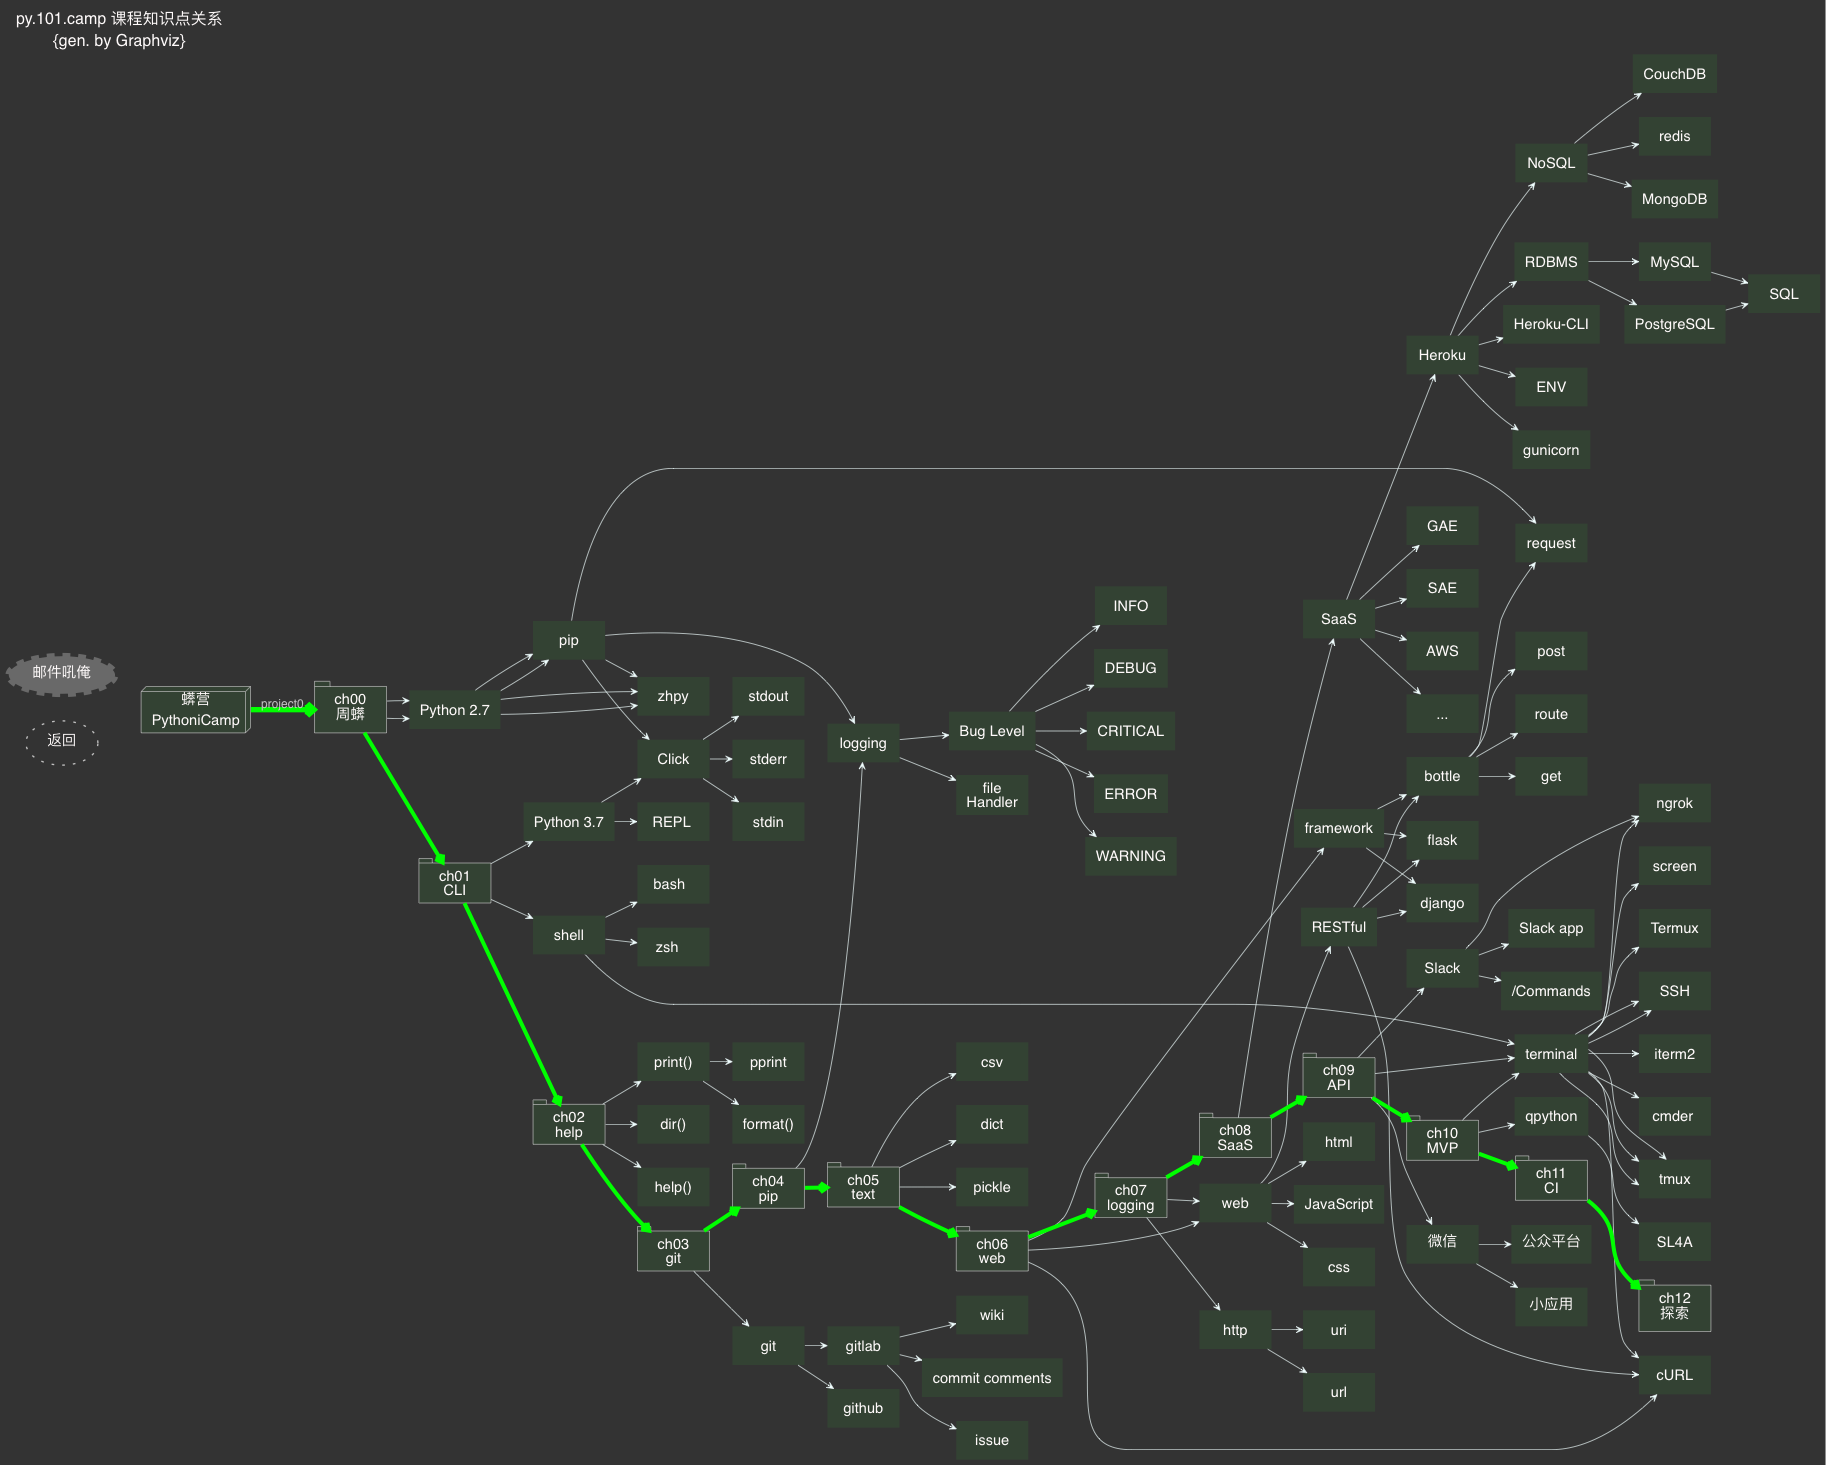 py.101.camp 课程知识点关系
{gen. by Graphviz}
邮件吼俺
返回
蟒营
PythoniCamp
project0
ch00
周蟒
Python 2.7
pip
zhpy
Click
stdout
stderr
stdin
ch01
CLI
Python 3.7
REPL
shell
bash
zsh
logging
Bug Level
file
Handler
INFO
DEBUG
CRITICAL
ERROR
WARNING
ch02
help
print()
dir()
help()
pprint
format()
ch03
git
git
gitlab
github
wiki
commit comments
issue
ch04
pip
ch05
text
csv
dict
pickle
ch06
web
ch07
logging
web
html
JavaScript
css
http
uri
url
ch08
SaaS
SaaS
Heroku
GAE
SAE
AWS
...
NoSQL
CouchDB
redis
MongoDB
RDBMS
MySQL
PostgreSQL
SQL
Heroku-CLI
ENV
gunicorn
request
framework
RESTful
bottle
flask
django
post
route
get
ch09
API
Slack
Slack app
/Commands
微信
公众平台
小应用
ch10
MVP
terminal
qpython
ngrok
screen
Termux
SSH
iterm2
cmder
tmux
SL4A
cURL
ch11
CI
ch12
探索